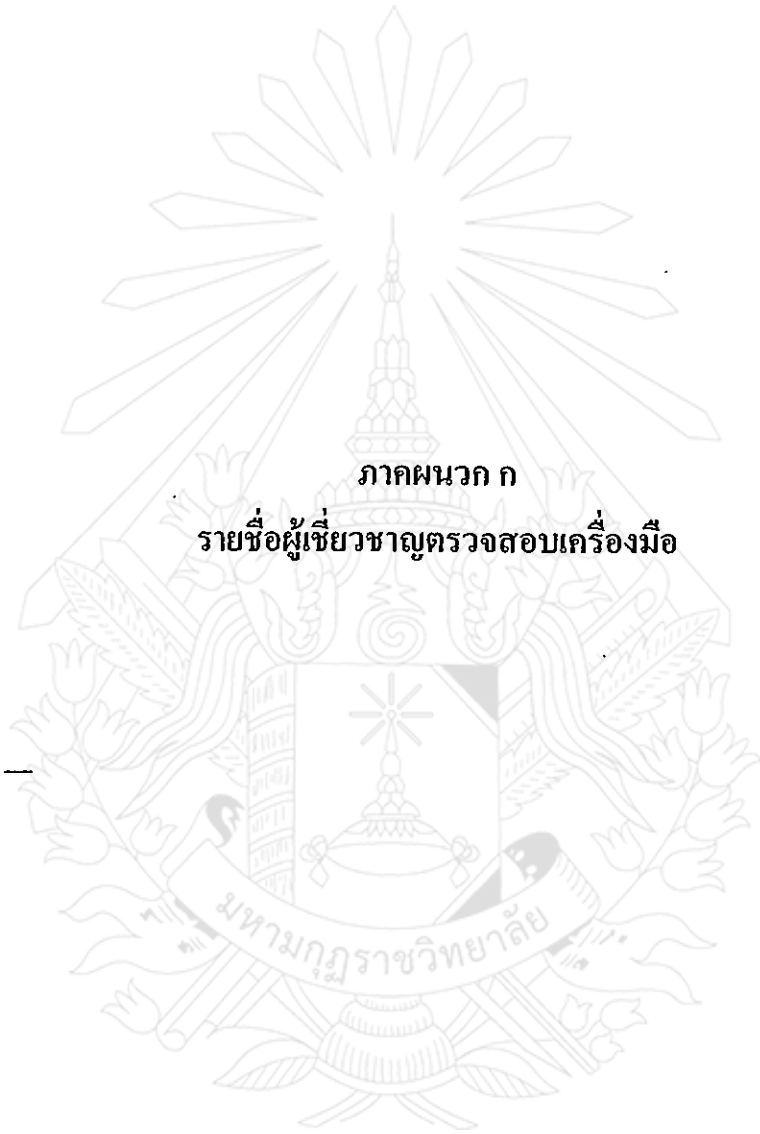 ภาคผนวก ก
รายชื่อผู้เชี่ยวชาญตรวจสอบเครื่องมือ
มหามกุฏราชวิทยาลัย